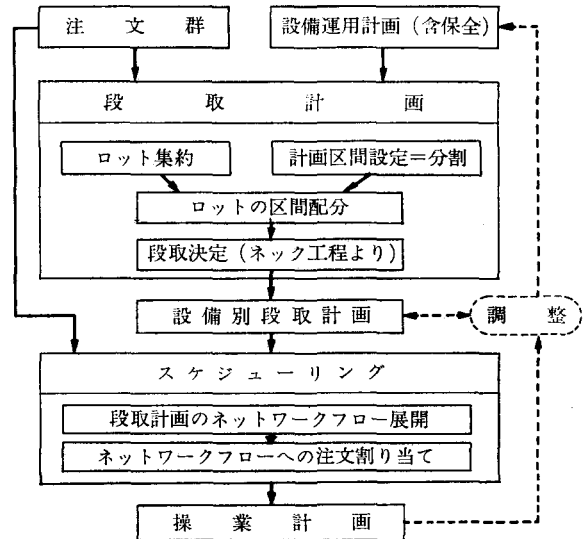 注文群
設備運用計画（含保全）
段取計画
ロット集約
計画区間設定＝分割
ロットの区間配分
段取決定（ネック工程より）
設備別段取計画
調整
スケジューリング
段取計画のネットワークフロー展開
ネットワークフローへの注文割り当て
操業計画